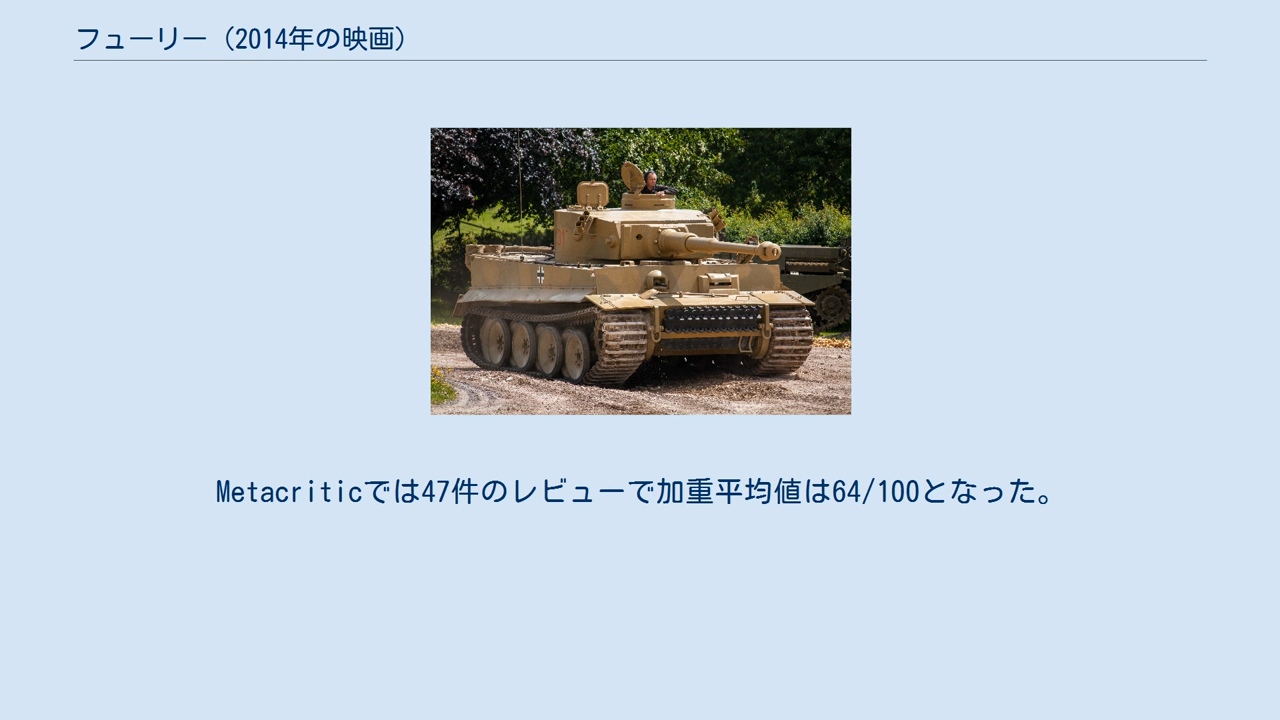 フューリー（2014年の映画）
Metacriticでは47件のレビューで加重平均値は64/100となった。